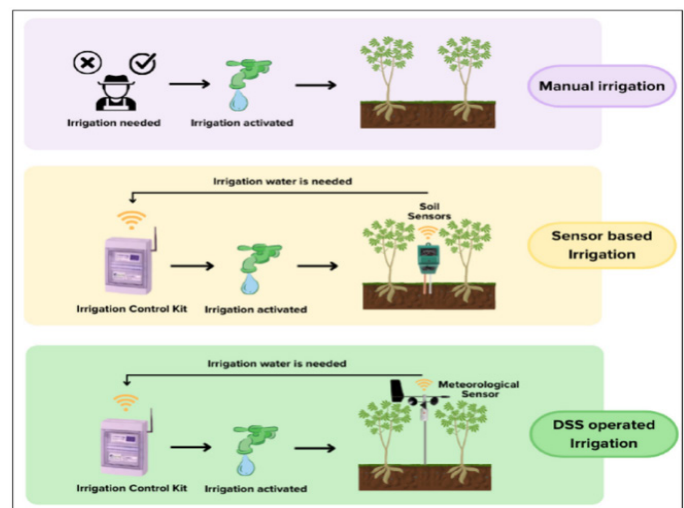 Irrigation needed
Irrigation activated
Manual irrigation
Irrigation water is needed
Soil
Sensors
Irrigation Control Kit
Irrigation activated
Sensor based
Irrigation
Irrigation water is needed
Meteorological
Sensor
Irrigation Control Kit
Irrigation activated
DSS operated
Irrigation